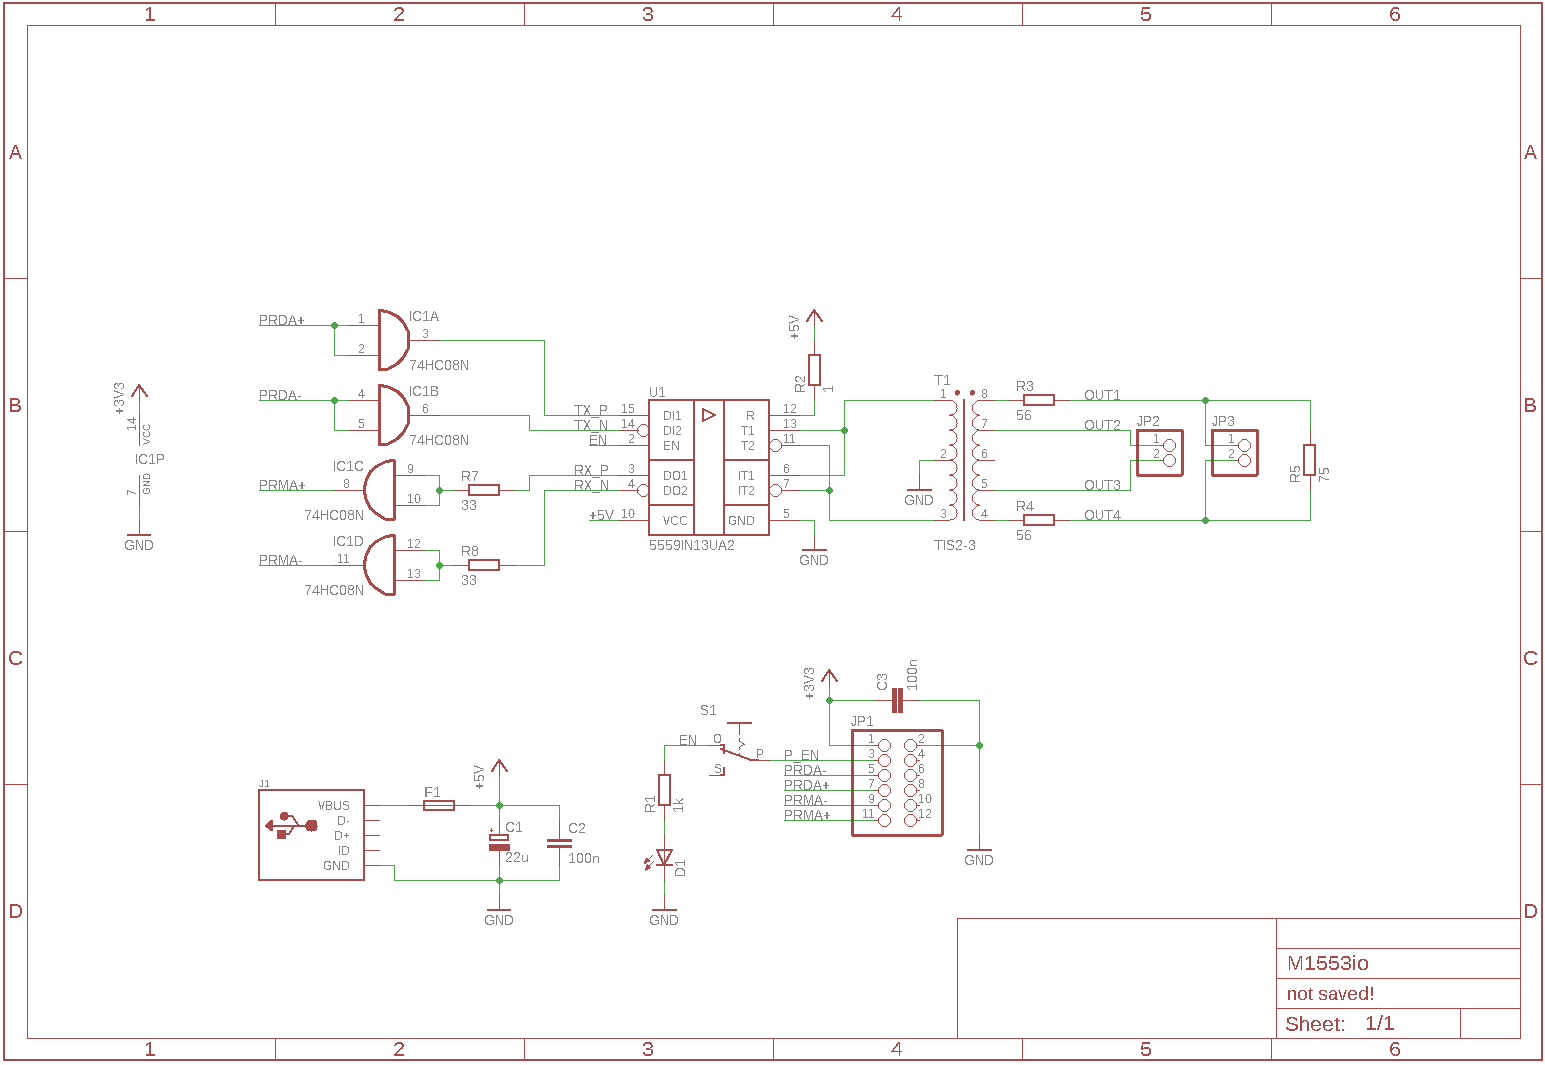 1 2 3 4 5 6
A A
B B
C C
D D
PRDA+ 1 2 3 IC1A 74HC08N
PRDA- 4 5 6 IC1B 74HC08N
PRMA+ 8 9 10 IC1C 74HC08N R7 33
PRMA- 11 12 13 IC1D 74HC08N R8 33
+3V3 14 VCC
IC1P
7 GND
GND
U1
TX_P 15 DI1 R 12
TX_N 14 DI2 T1 13
EN 2 EN T2 11
RX_P 3 DO1 IT1 6
RX_N 4 DO2 IT2 7
+5V 10 VCC GND 5
5559IN13UA2
GND
+5V
R2 1
T1
1 8
7
2 6
5
3 4
GND
TIS2-3
R3 56 OUT1
OUT2
OUT3
R4 56 OUT4
JP2
1
2
JP3
1
2
R5 75
J1
VBUS
D-
D+
ID
GND
F1
+5V
C1 22u
C2 100n
GND
S1
EN O P
S
R1 1k
D1
GND
+3V3
C3 100n
JP1
1 2
P_EN 3 4
PRDA- 5 6
PRDA+ 7 8
PRMA- 9 10
PRMA+ 11 12
GND
M1553io
not saved!
Sheet: 1/1
1 2 3 4 5 6